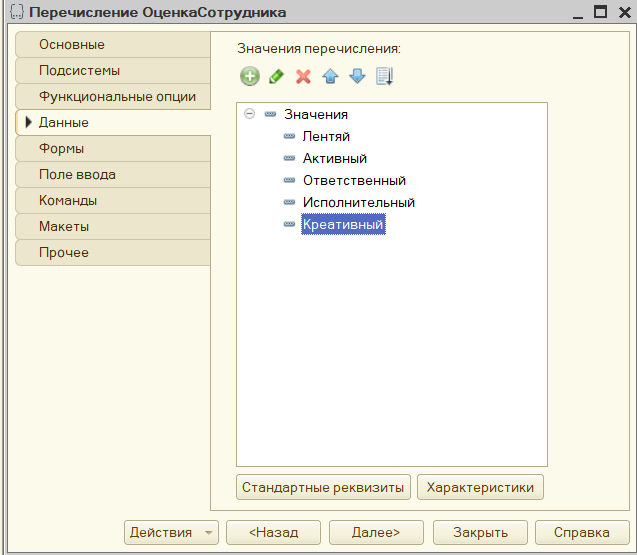 Перечисление ОценкаСотрудника
Основные
Подсистемы
Функциональные опции
Данные
Формы
Поле ввода
Команды
Макеты
Прочее
Значения перечисления:
Значения
Лентяй
Активный
Ответственный
Исполнительный
Креативный
Стандартные реквизиты
Характеристики
Действия
<Назад
Далее>
Закрыть
Справка